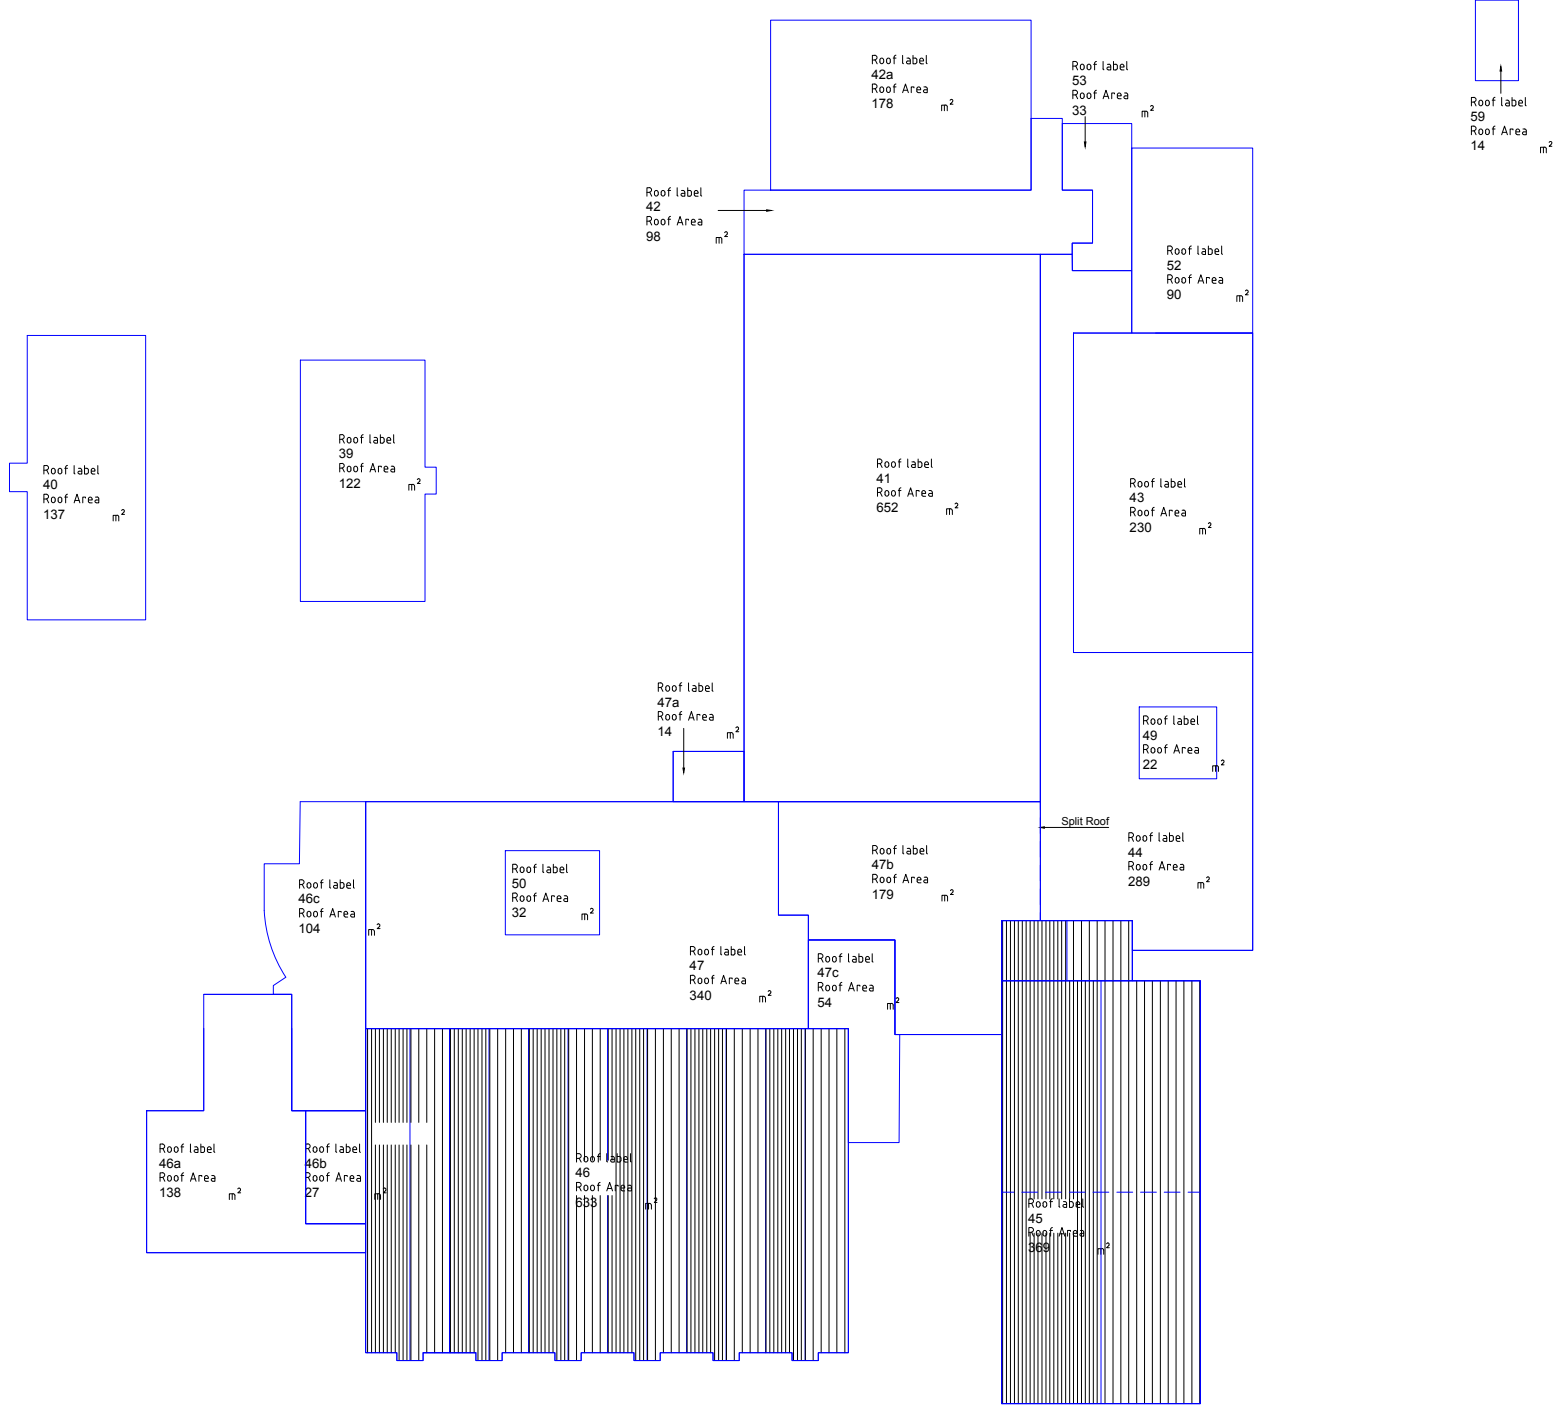 Roof label
42a
Roof Area
178 m²
Roof label
53
Roof Area
33 m²
Roof label
59
Roof Area
14 m²
Roof label
42
Roof Area
98 m²
Roof label
52
Roof Area
90 m²
Roof label
40
Roof Area
137 m²
Roof label
39
Roof Area
122 m²
Roof label
41
Roof Area
652 m²
Roof label
43
Roof Area
230 m²
Roof label
47a
Roof Area
14 m²
Roof label
49
Roof Area
22 m²
Split Roof
Roof label
44
Roof Area
289 m²
Roof label
47b
Roof Area
179 m²
Roof label
50
Roof Area
32 m²
Roof label
46c
Roof Area
104 m²
Roof label
47
Roof Area
340 m²
Roof label
47c
Roof Area
54 m²
Roof label
46a
Roof Area
138 m²
Roof label
46b
Roof Area
27 m²
Roof label
46
Roof Area
633 m²
Roof label
45
Roof Area
369 m²